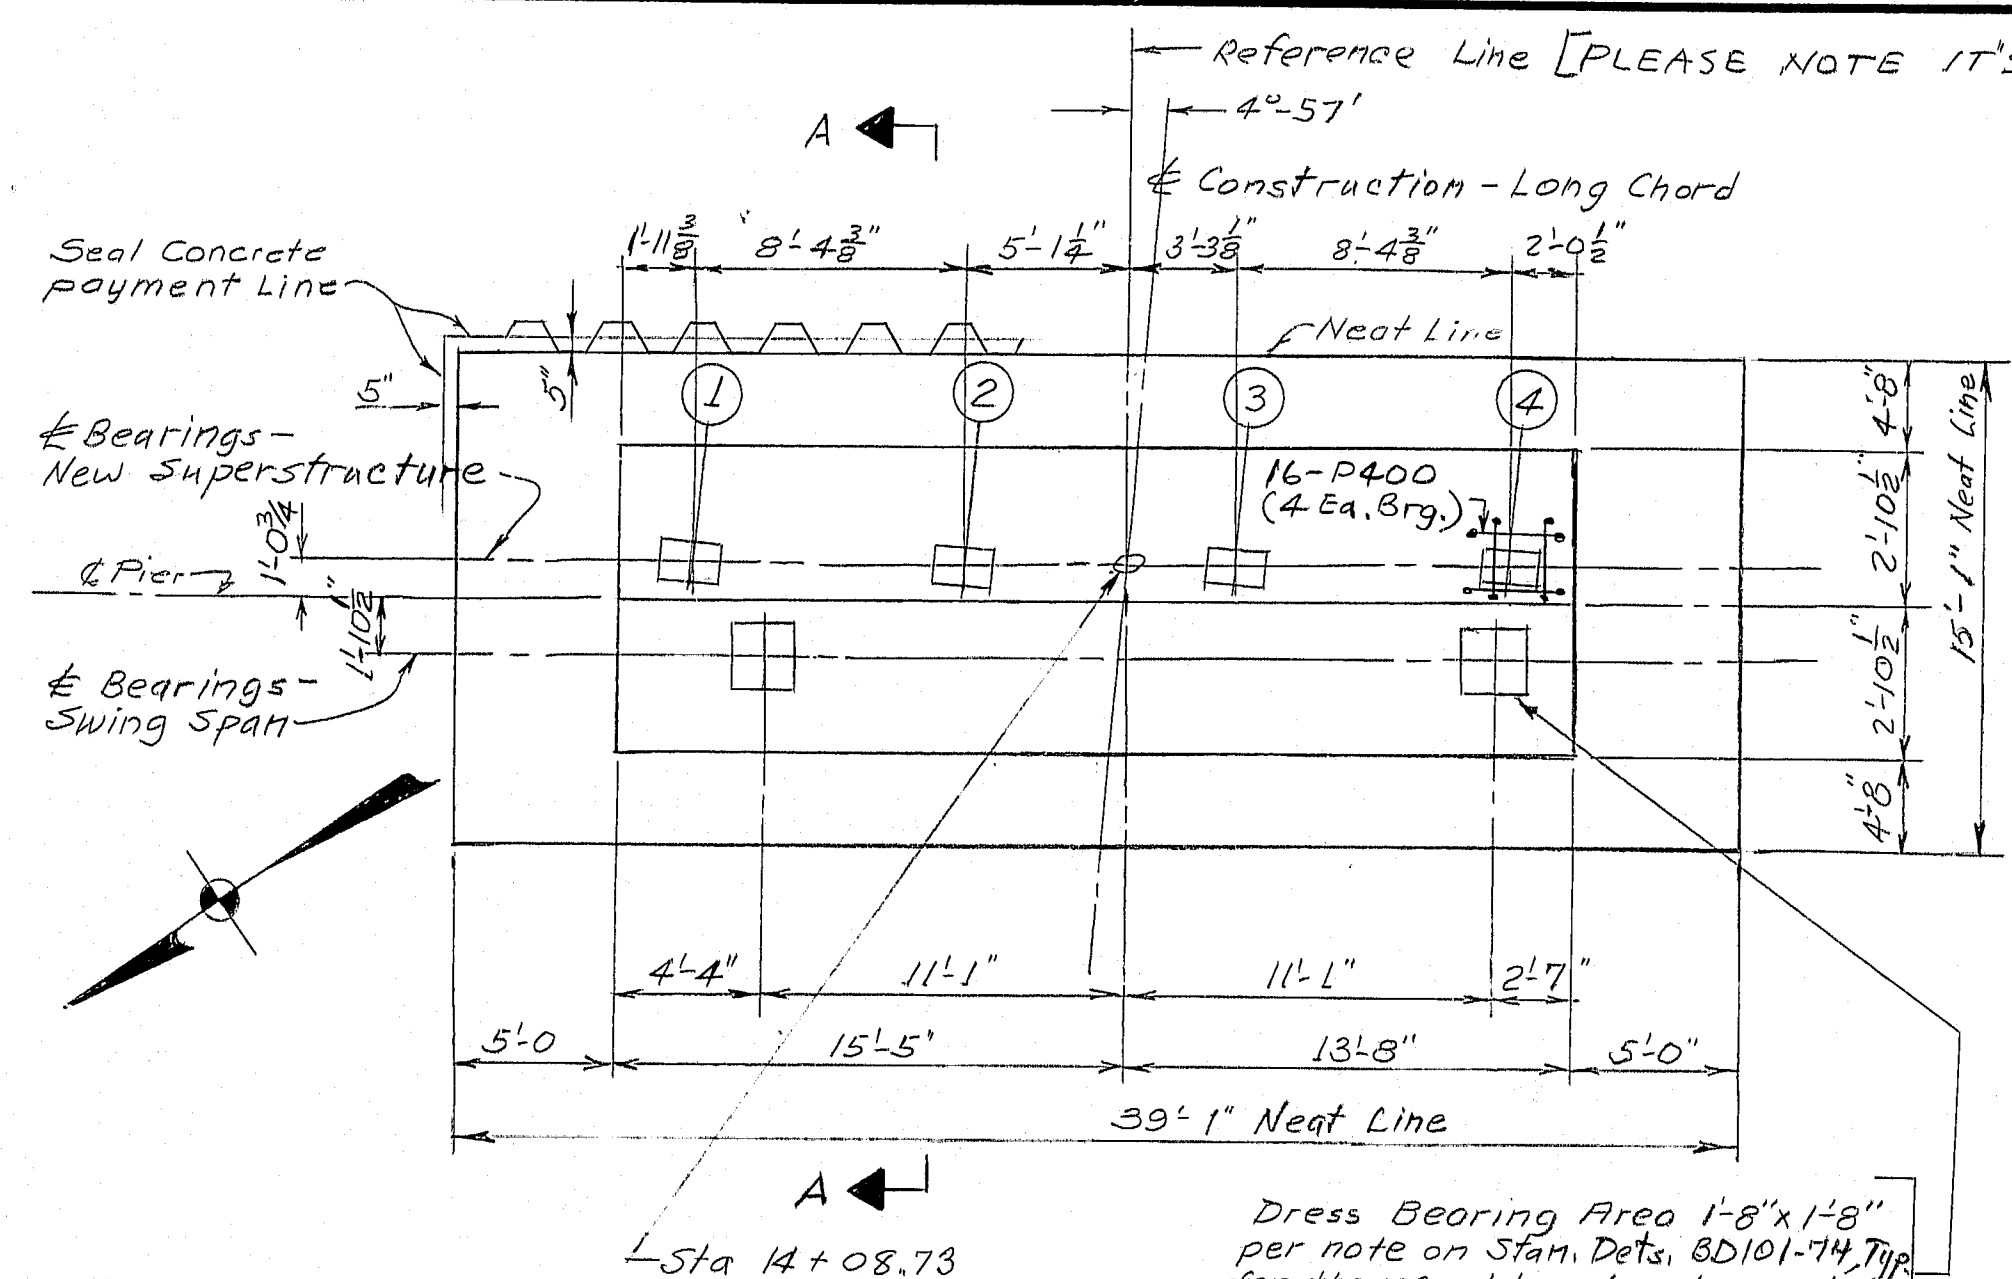 Reference Line [PLEASE NOTE IT"S
4°-57'
A
℄ Construction - Long Chord
1'-11 3/8
8'-4 3/8"
5'-1 1/4"
3'-3 1/8"
8'-4 3/8"
2'-0 1/2"
Seal Concrete
payment Line
Neat Line
5"
5"
1
2
3
4
4'-8"
15'-1" Neat Line
℄ Bearings -
New Superstructure
16-P400
(4 Ea. Brg.)
2'-10 1/2"
1'-0 3/4
℄ Pier
1'-10 1/2"
2'-10 1/2"
℄ Bearings -
Swing Span
4'-8"
4'-4"
11'-1"
11'-1"
2'-7"
5'-0
15'-5"
13'-8"
5'-0"
39'-1" Neat Line
A
Dress Bearing Area 1'-8" x 1'-8"
per note on Stan. Dets. BD101-74, Typ.
Sta 14 + 08.73